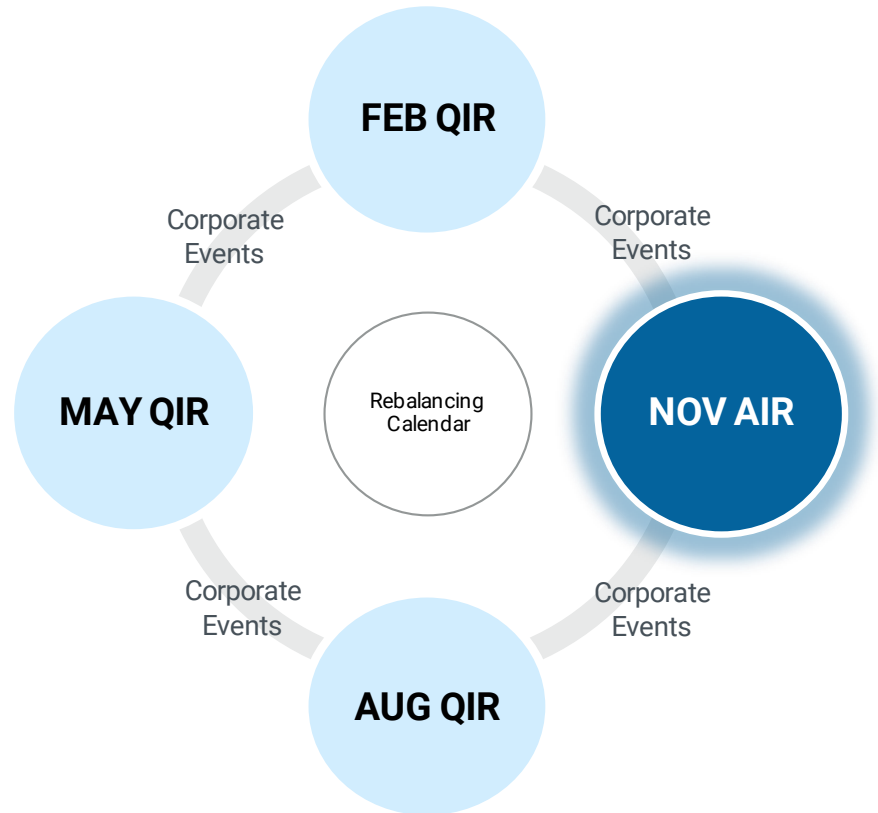 FEB QIR
Corporate
Events
Corporate
Events
MAY QIR
Rebalancing
Calendar
NOV AIR
Corporate
Events
Corporate
Events
AUG QIR